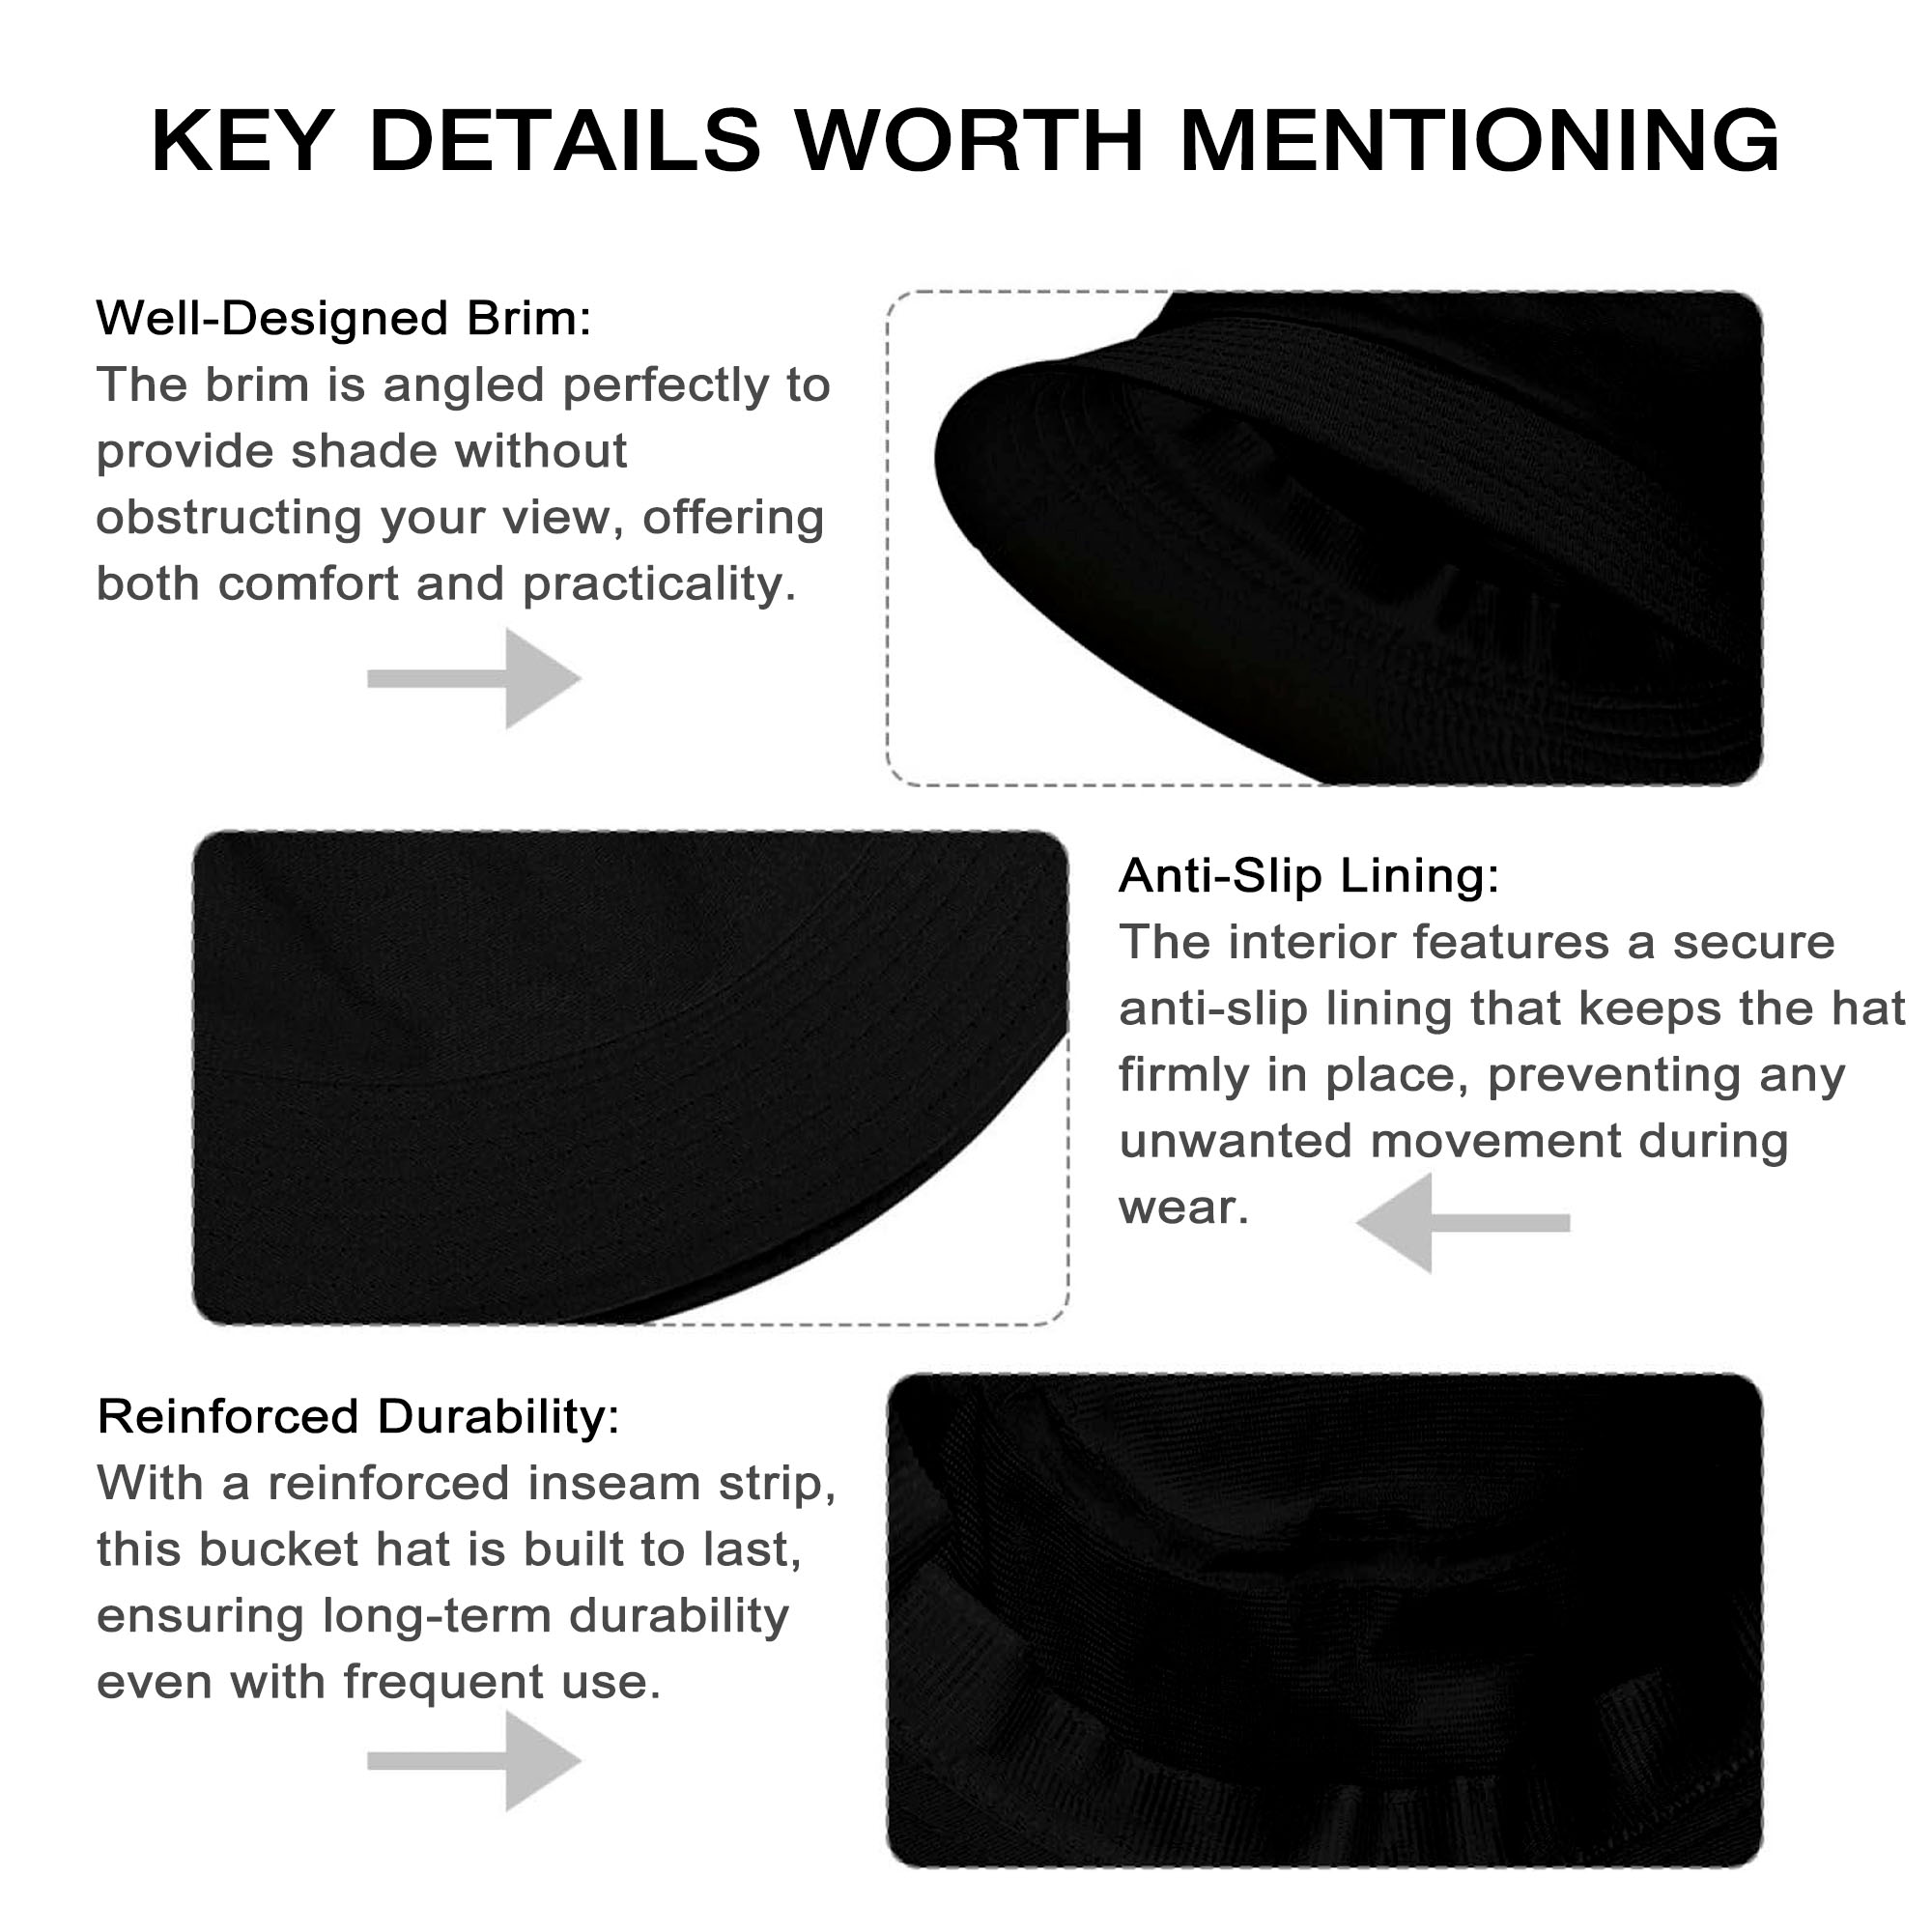 KEY DETAILS WORTH MENTIONING
Well-Designed Brim:
The brim is angled perfectly to
provide shade without
obstructing your view, offering
both comfort and practicality.
Anti-Slip Lining:
The interior features a secure
anti-slip lining that keeps the hat
firmly in place, preventing any
unwanted movement during
wear.
Reinforced Durability:
With a reinforced inseam strip,
this bucket hat is built to last,
ensuring long-term durability
even with frequent use.